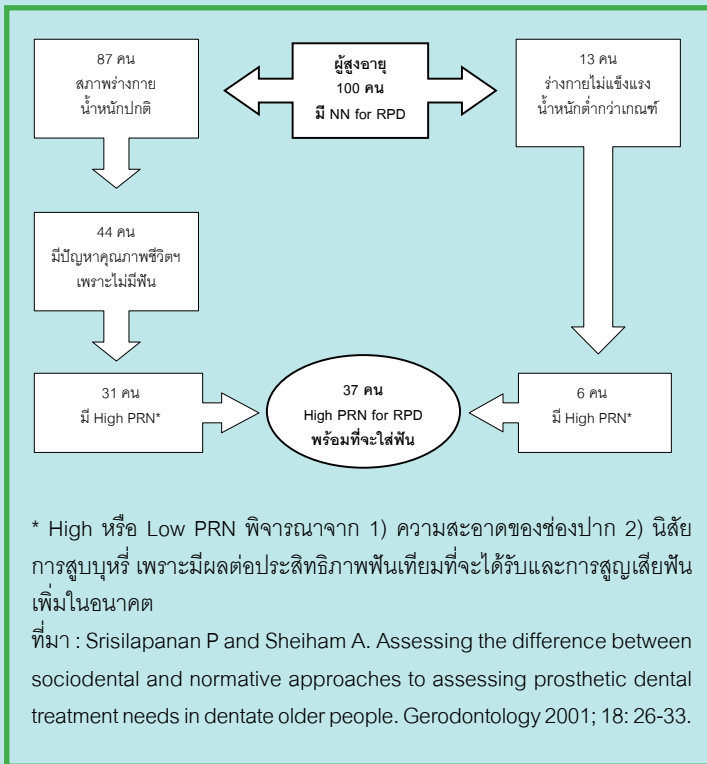 87 คน
สภาพร่างกาย
น้ำหนักปกติ
ผู้สูงอายุ
100 คน
มี NN for RPD
13 คน
ร่างกายไม่แข็งแรง
น้ำหนักต่ำกว่าเกณฑ์
44 คน
มีปัญหาคุณภาพชีวิตฯ
เพราะไม่มีฟัน
31 คน
มี High PRN*
37 คน
High PRN for RPD
พร้อมที่จะใส่ฟัน
6 คน
มี High PRN*
* High หรือ Low PRN พิจารณาจาก 1) ความสะอาดของช่องปาก 2) นิสัย
การสูบบุหรี่ เพราะมีผลต่อประสิทธิภาพฟันเทียมที่จะได้รับและการสูญเสียฟัน
เพิ่มในอนาคต
ที่มา : Srisilapanan P and Sheiham A. Assessing the difference between
sociodental and normative approaches to assessing prosthetic dental
treatment needs in dentate older people. Gerodontology 2001; 18: 26-33.